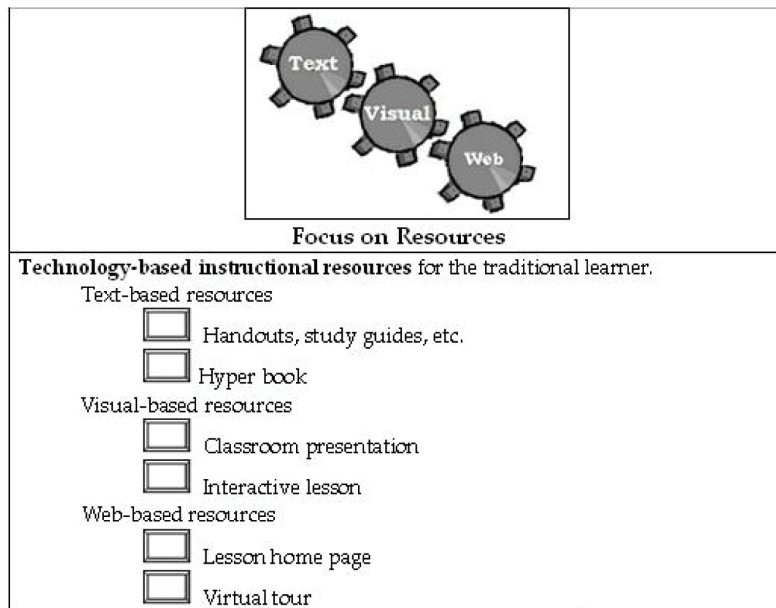 Text
Visual
Web
Focus on Resources
Technology-based instructional resources for the traditional learner.
Text-based resources
Handouts, study guides, etc.
Hyper book
Visual-based resources
Classroom presentation
Interactive lesson
Web-based resources
Lesson home page
Virtual tour